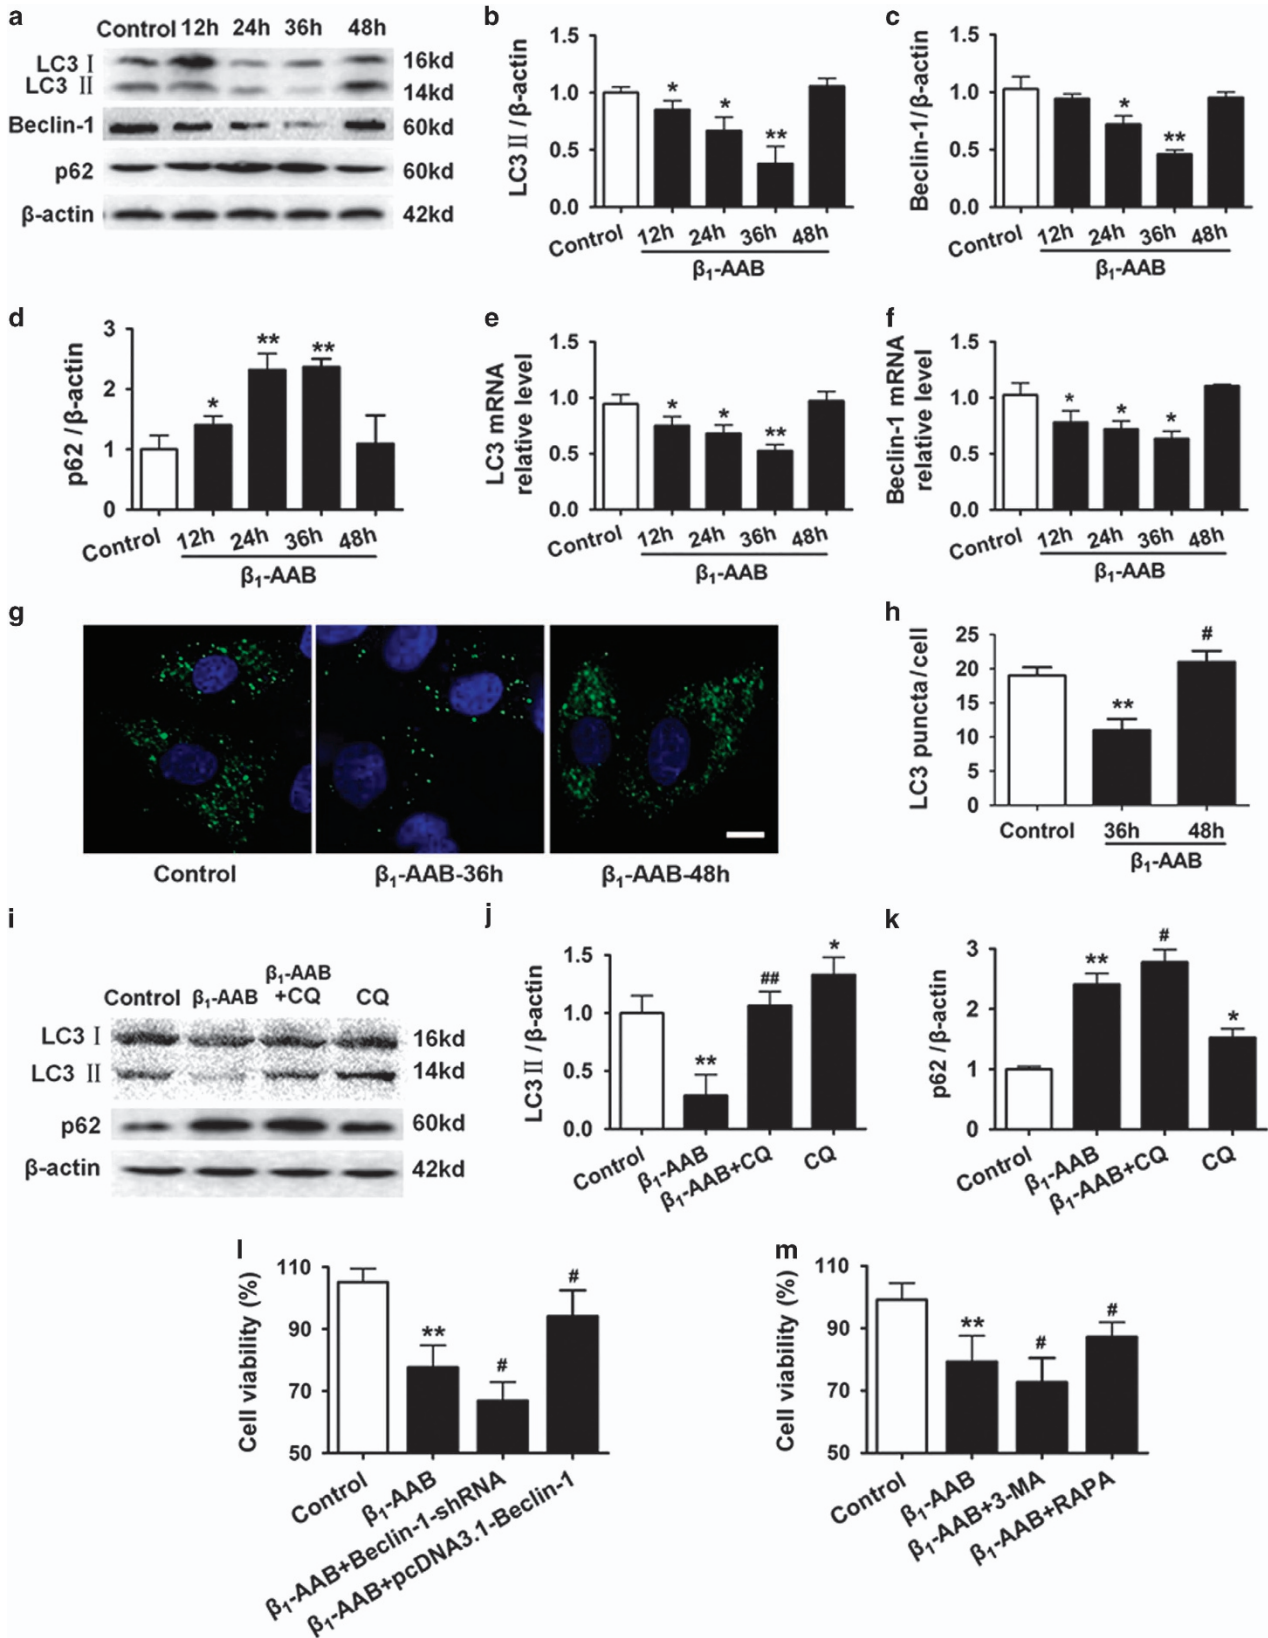 a
Control 12h 24h 36h 48h
LC3 Ⅰ 16kd
LC3 Ⅱ 14kd
Beclin-1 60kd
p62 60kd
β-actin 42kd
b
LC3Ⅱ/β-actin
1.5
1.0
0.5
0.0
* * **
Control 12h 24h 36h 48h
β1-AAB
c
Beclin-1/β-actin
1.5
1.0
0.5
0.0
* **
Control 12h 24h 36h 48h
β1-AAB
d
p62/β-actin
3
2
1
0
* ** **
Control 12h 24h 36h 48h
β1-AAB
e
LC3 mRNA
relative level
1.5
1.0
0.5
0.0
* * **
Control 12h 24h 36h 48h
β1-AAB
f
Beclin-1 mRNA
relative level
1.5
1.0
0.5
0.0
* * *
Control 12h 24h 36h 48h
β1-AAB
g
Control β1-AAB-36h β1-AAB-48h
h
LC3 puncta/cell
25
20
15
10
5
0
** #
Control 36h 48h
β1-AAB
i
Control β1-AAB β1-AAB
+CQ CQ
LC3 Ⅰ 16kd
LC3 Ⅱ 14kd
p62 60kd
β-actin 42kd
j
LC3Ⅱ/β-actin
1.5
1.0
0.5
0.0
** ## *
Control β1-AAB β1-AAB+CQ CQ
k
p62/β-actin
3
2
1
0
** # *
Control β1-AAB β1-AAB+CQ CQ
l
Cell viability (%)
110
90
70
50
** # #
Control
β1-AAB
β1-AAB+Beclin-1-shRNA
β1-AAB+pcDNA3.1-Beclin-1
m
Cell viability (%)
110
90
70
50
** # #
Control
β1-AAB
β1-AAB+3-MA
β1-AAB+RAPA